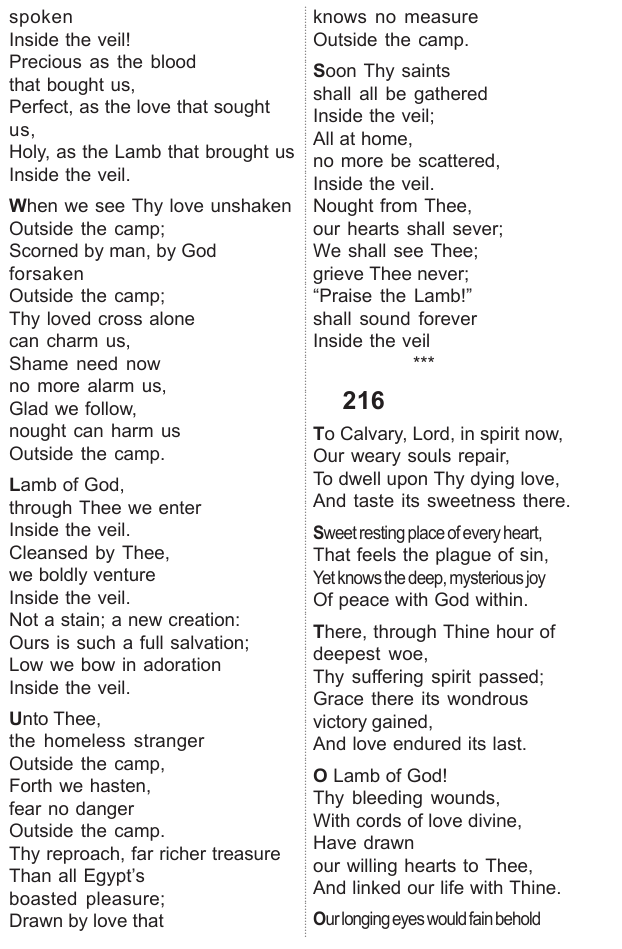 spoken
Inside the veil!
Precious as the blood
that bought us,
Perfect, as the love that sought
us,
Holy, as the Lamb that brought us
Inside the veil.
When we see Thy love unshaken
Outside the camp;
Scorned by man, by God
forsaken
Outside the camp;
Thy loved cross alone
can charm us,
Shame need now
no more alarm us,
Glad we follow,
nought can harm us
Outside the camp.
Lamb of God,
through Thee we enter
Inside the veil.
Cleansed by Thee,
we boldly venture
Inside the veil.
Not a stain; a new creation:
Ours is such a full salvation;
Low we bow in adoration
Inside the veil.
Unto Thee,
the homeless stranger
Outside the camp,
Forth we hasten,
fear no danger
Outside the camp.
Thy reproach, far richer treasure
Than all Egypt's
boasted pleasure;
Drawn by love that
knows no measure
Outside the camp.
Soon Thy saints
shall all be gathered
Inside the veil;
All at home,
no more be scattered,
Inside the veil.
Nought from Thee,
our hearts shall sever;
We shall see Thee;
grieve Thee never;
“Praise the Lamb!”
shall sound forever
Inside the veil
***
216
To Calvary, Lord, in spirit now,
Our weary souls repair,
To dwell upon Thy dying love,
And taste its sweetness there.
Sweet resting place of every heart,
That feels the plague of sin,
Yet knows the deep, mysterious joy
Of peace with God within.
There, through Thine hour of
deepest woe,
Thy suffering spirit passed;
Grace there its wondrous
victory gained,
And love endured its last.
O Lamb of God!
Thy bleeding wounds,
With cords of love divine,
Have drawn
our willing hearts to Thee,
And linked our life with Thine.
Our longing eyes would fain behold